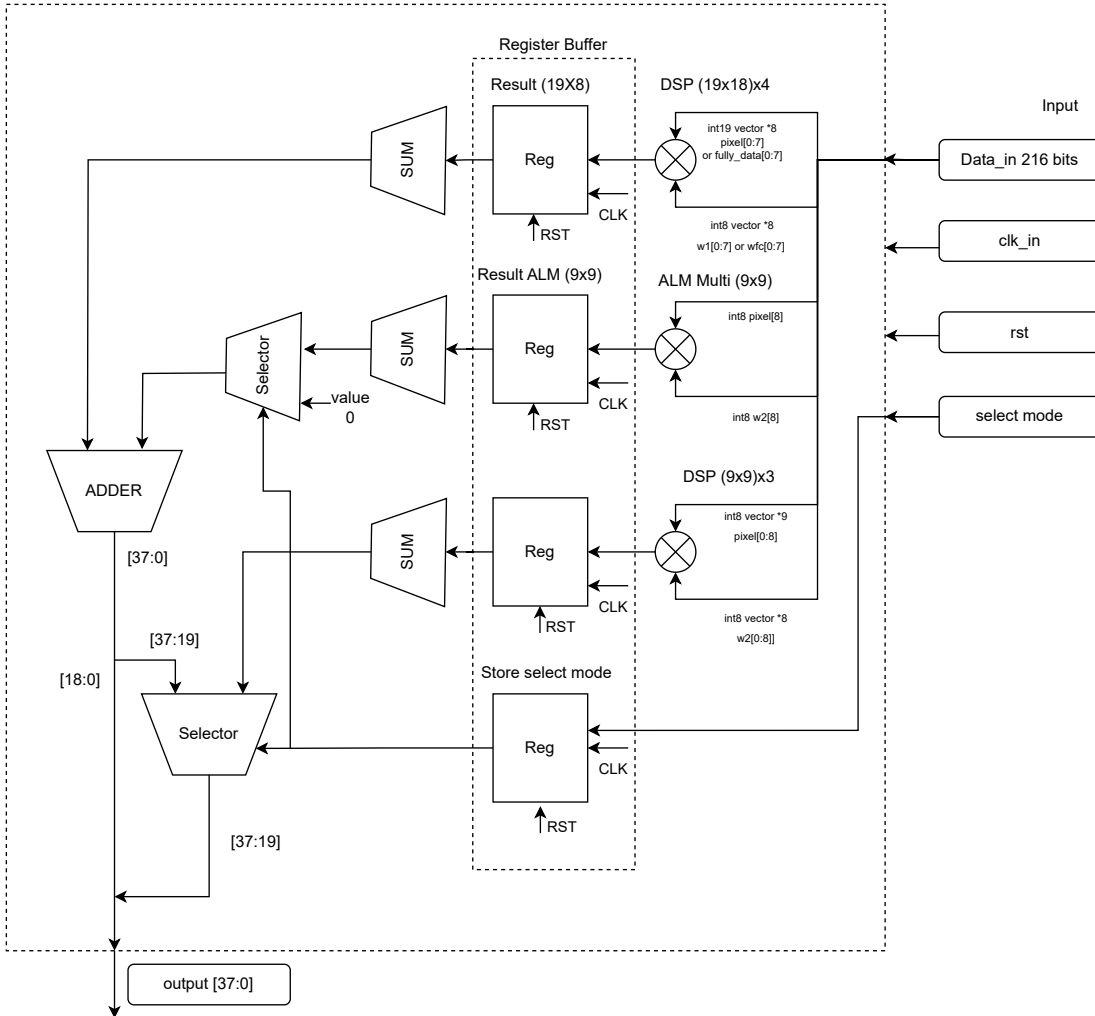 Register Buffer
Result (19X8)
DSP (19x18)x4
Input
SUM
Reg
int19 vector *8
pixel[0:7]
or fully_data[0:7]
Data_in 216 bits
CLK
RST
int8 vector *8
w1[0:7] or wfc[0:7]
clk_in
Result ALM (9x9)
ALM Multi (9x9)
int8 pixel[8]
rst
Selector
SUM
Reg
value
0
CLK
RST
int8 w2[8]
select mode
ADDER
DSP (9x9)x3
int8 vector *9
pixel[0:8]
SUM
Reg
[37:0]
CLK
RST
int8 vector *8
w2[0:8]]
[37:19]
[18:0]
Store select mode
Selector
Reg
CLK
RST
[37:19]
output [37:0]